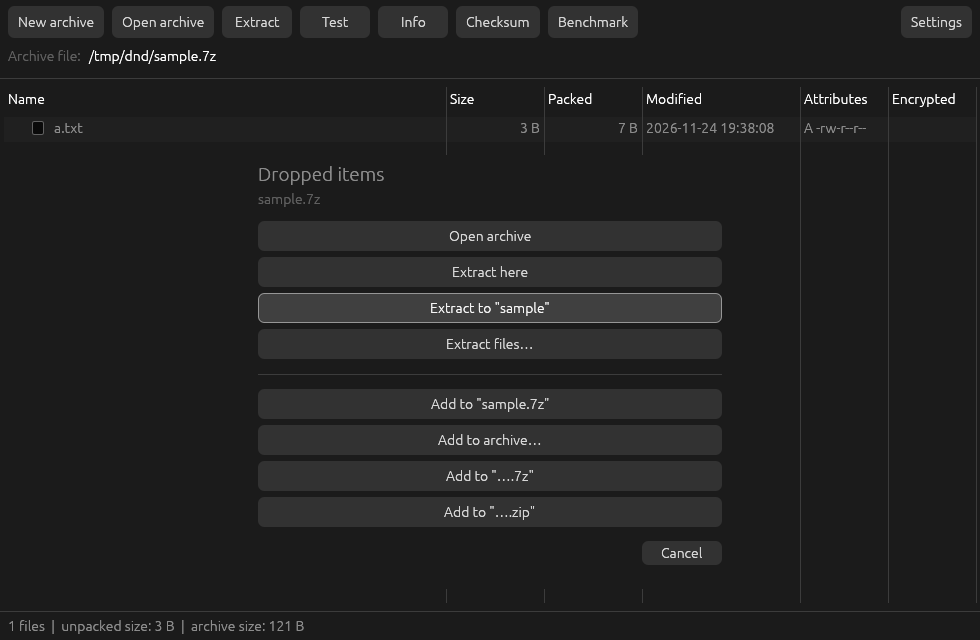 New archive Open archive Extract Test Info Checksum Benchmark Settings
Archive file: /tmp/dnd/sample.7z
Name Size Packed Modified Attributes Encrypted
a.txt 3 B 7 B 2026-11-24 19:38:08 A -rw-r--r--
Dropped items
sample.7z
Open archive
Extract here
Extract to "sample"
Extract files…
Add to "sample.7z"
Add to archive…
Add to "….7z"
Add to "….zip"
Cancel
1 files | unpacked size: 3 B | archive size: 121 B